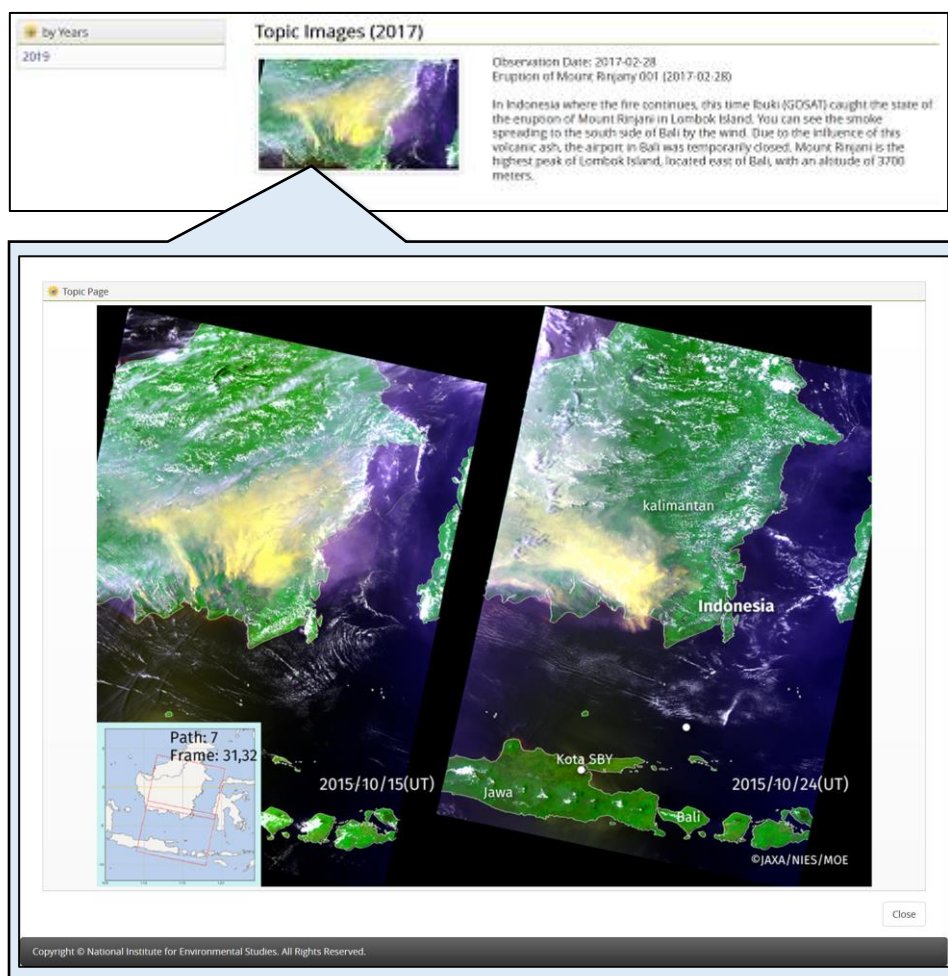 by Years
2019
Topic Images (2017)
Observation Date: 2017-02-28
Eruption of Mount Rinjany 001 (2017-02-28)
In Indonesia where the fire continues, this time Ibuki (GOSAT) caught the state of
the eruption of Mount Rinjani in Lombok Island. You can see the smoke
spreading to the south side of Bali by the wind. Due to the influence of this
volcanic ash, the airport in Bali was temporarily closed. Mount Rinjani is the
highest peak of Lombok Island, located east of Bali, with an altitude of 3700
meters.
Topic Page
kalimantan
Indonesia
Path: 7
Frame: 31,32
2015/10/15(UT)
Kota SBY
Jawa
Bali
2015/10/24(UT)
©JAXA/NIES/MOE
Close
Copyright © National Institute for Environmental Studies. All Rights Reserved.